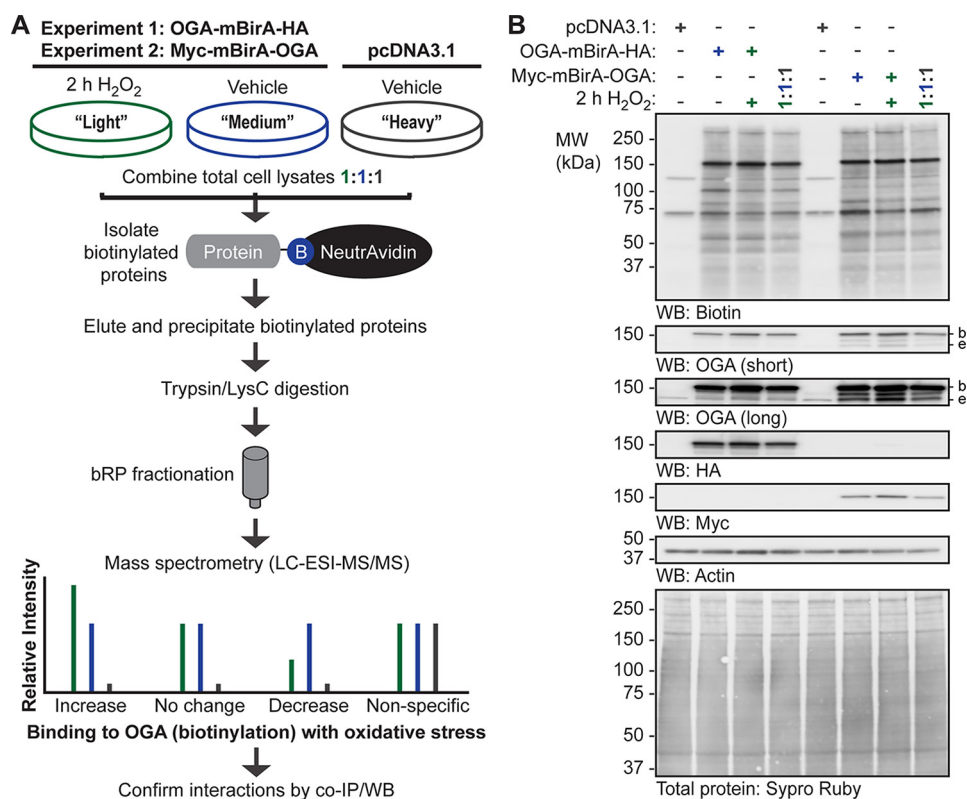 A
Experiment 1: OGA-mBirA-HA
Experiment 2: Myc-mBirA-OGA
pcDNA3.1
2 h H₂O₂
Vehicle
Vehicle
“Light”
“Medium”
“Heavy”
Combine total cell lysates 1:1:1
Isolate
biotinylated
proteins
Protein
B
NeutrAvidin
Elute and precipitate biotinylated proteins
Trypsin/LysC digestion
bRP fractionation
Mass spectrometry (LC-ESI-MS/MS)
Relative Intensity
Increase
No change
Decrease
Non-specific
Binding to OGA (biotinylation) with oxidative stress
Confirm interactions by co-IP/WB
B
pcDNA3.1: + - - + - -
OGA-mBirA-HA: - + + - - -
Myc-mBirA-OGA: - - - 1:1:1 - + + 1:1:1
2 h H₂O₂: - - + - - +
MW
(kDa)
250 -
150 -
100 -
75 -
50 -
37 -
WB: Biotin
150 -
- b
- e
WB: OGA (short)
150 -
- b
- e
WB: OGA (long)
150 -
WB: HA
150 -
WB: Myc
50 -
37 -
WB: Actin
250 -
150 -
100 -
75 -
50 -
37 -
Total protein: Sypro Ruby